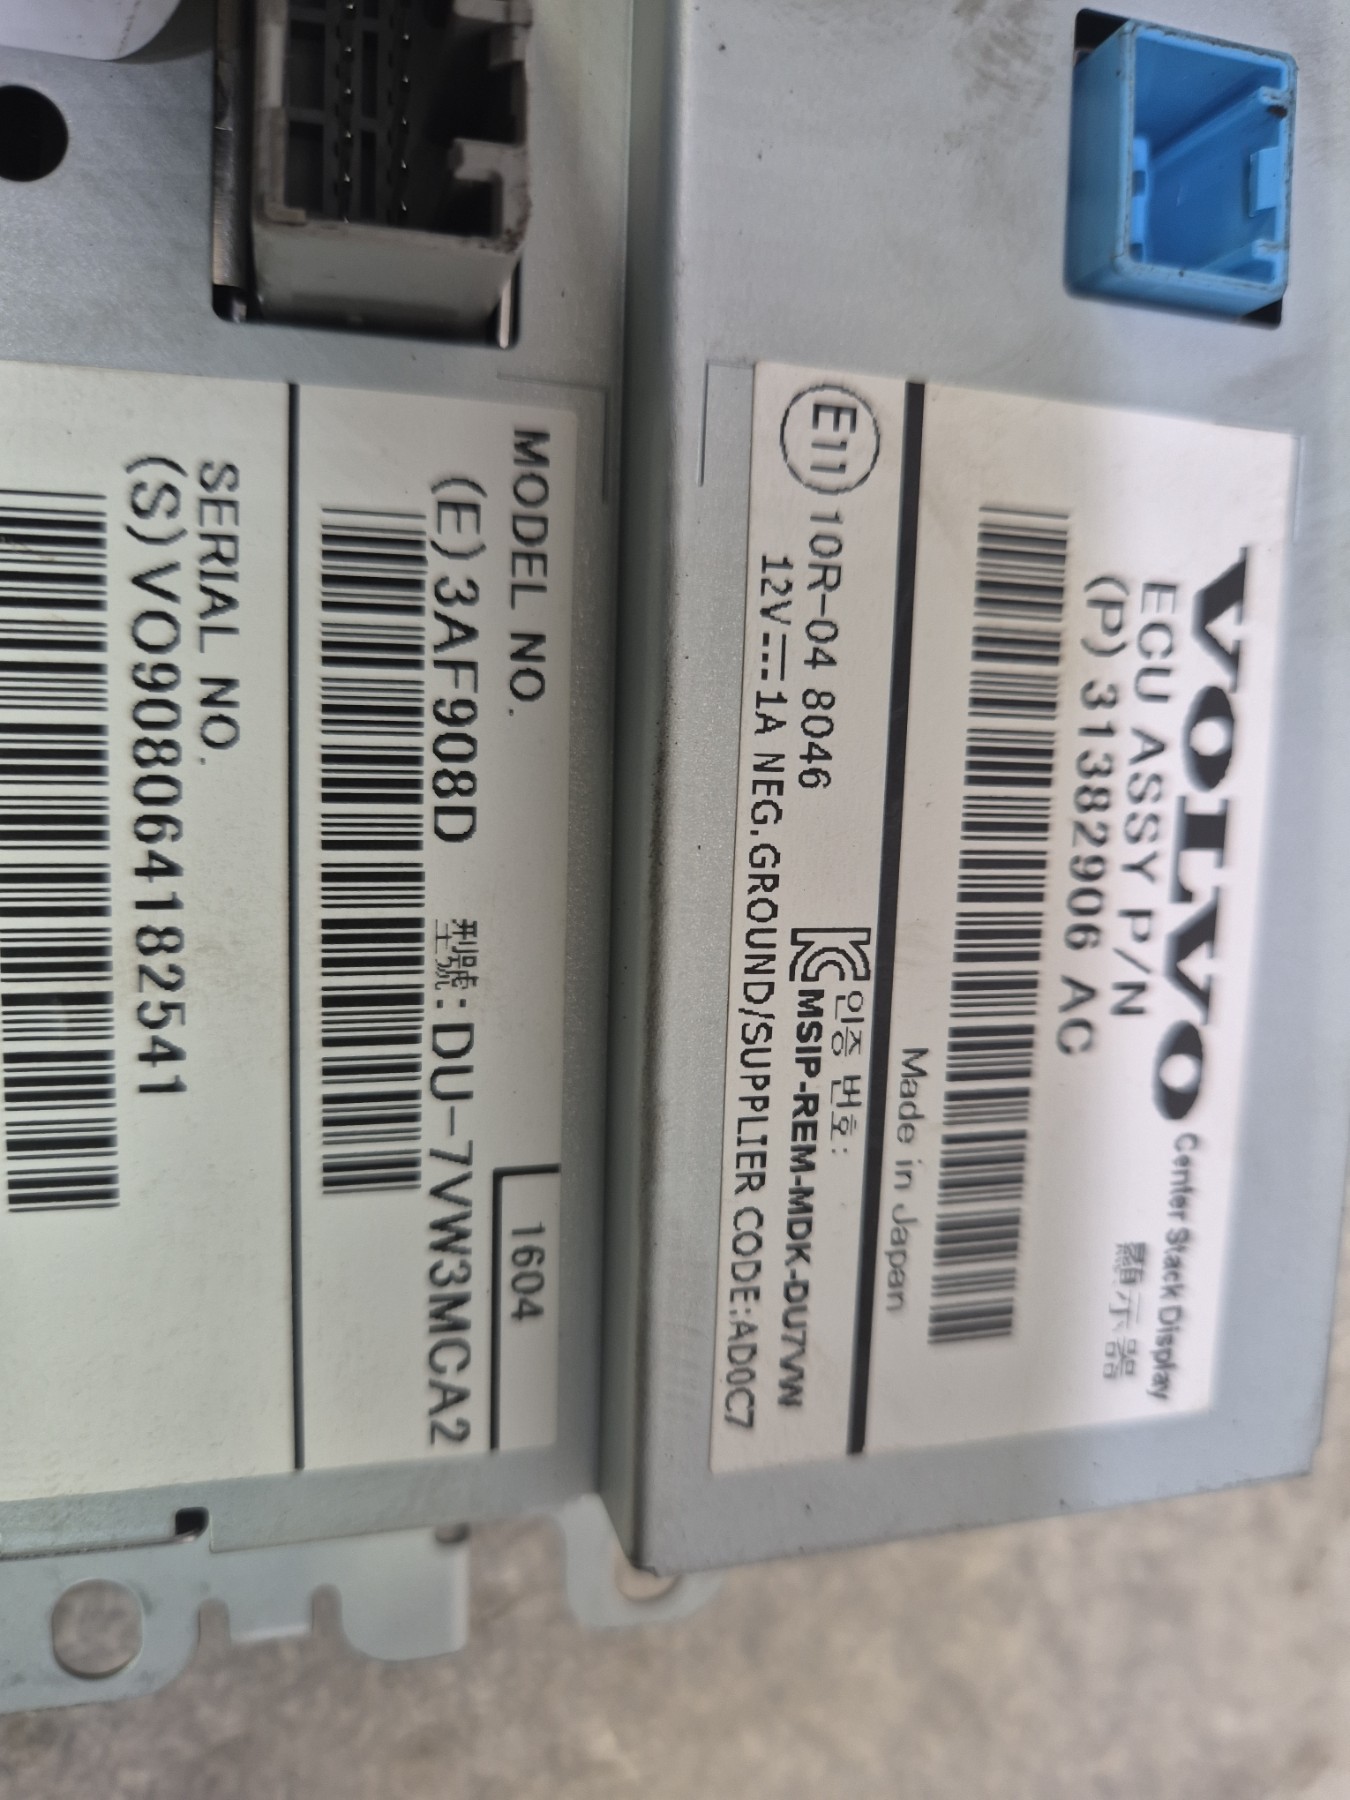 VOLVO Center Stack Display
ECU ASSY P/N 顯示器
(P) 31382906 AC
Made in Japan
E11 10R-04 8046 인증 번호:
KC MSIP-REM-MDK-DU7VW
12V⎓1A NEG.GROUND/SUPPLIER CODE:AD0C7
MODEL NO. 1604
(E) 3AF908D 型號: DU-7VW3MCA2
SERIAL NO.
(S) VO908064182541